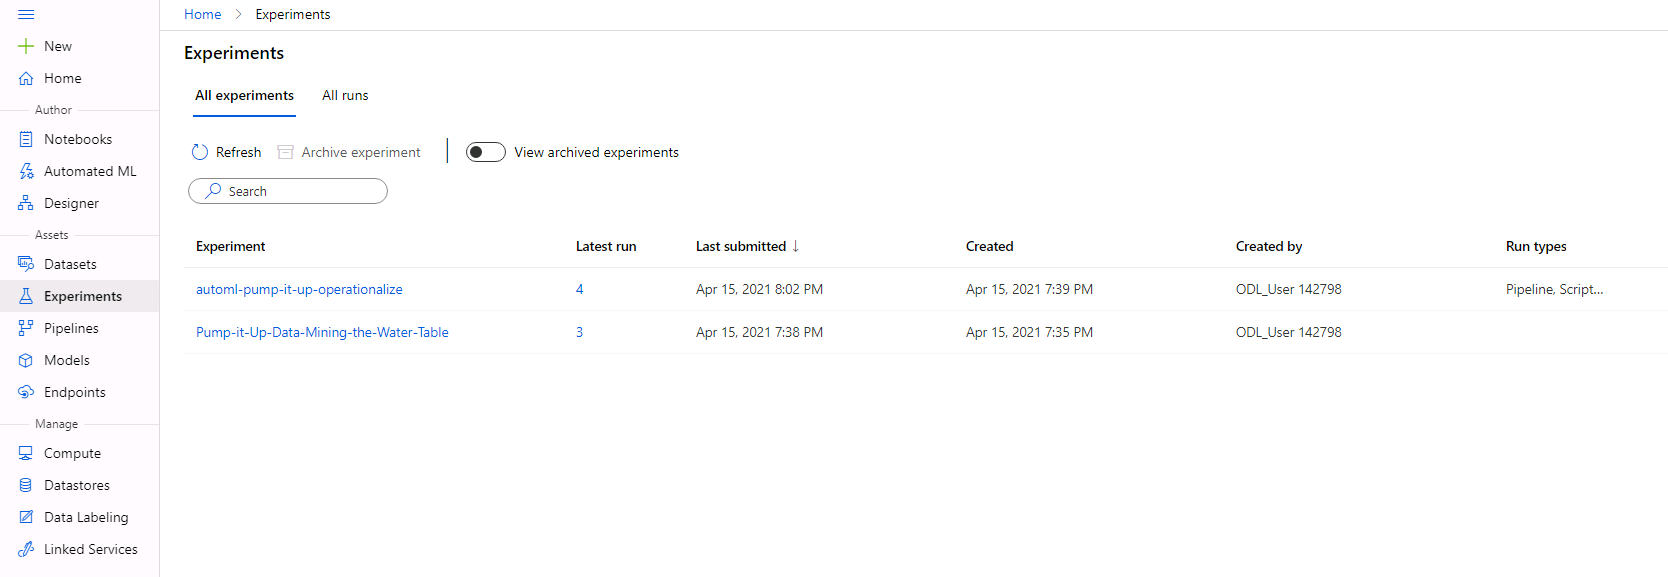 Home > Experiments
New
Home
Author
Notebooks
Automated ML
Designer
Assets
Datasets
Experiments
Pipelines
Models
Endpoints
Manage
Compute
Datastores
Data Labeling
Linked Services
Experiments
All experiments All runs
Refresh Archive experiment View archived experiments
Search
Experiment Latest run Last submitted ↓ Created Created by Run types
automl-pump-it-up-operationalize 4 Apr 15, 2021 8:02 PM Apr 15, 2021 7:39 PM ODL_User 142798 Pipeline, Script...
Pump-it-Up-Data-Mining-the-Water-Table 3 Apr 15, 2021 7:38 PM Apr 15, 2021 7:35 PM ODL_User 142798